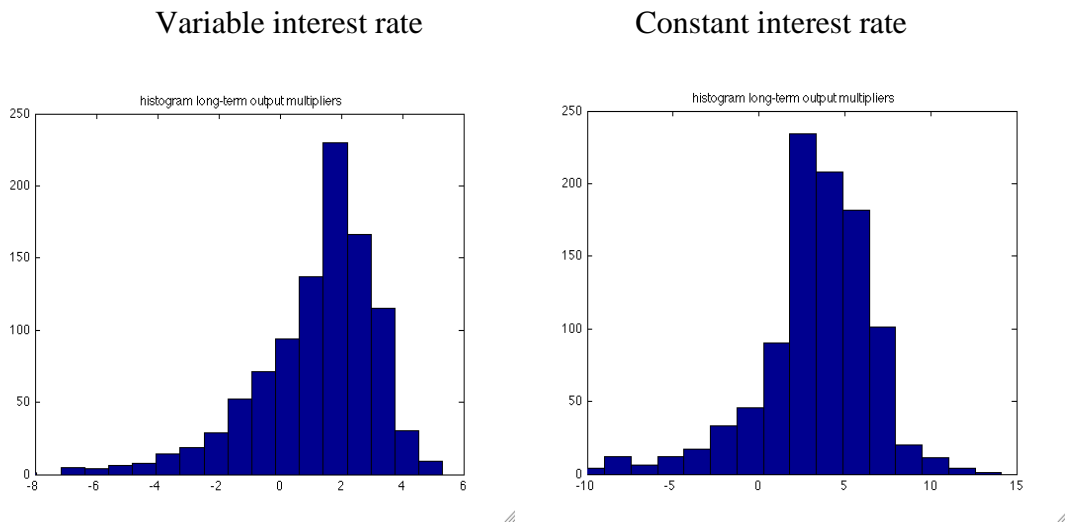 Variable interest rate
Constant interest rate
histogram long-term output multipliers
250
200
150
100
50
0
-8 -6 -4 -2 0 2 4 6
histogram long-term output multipliers
250
200
150
100
50
0
-10 -5 0 5 10 15